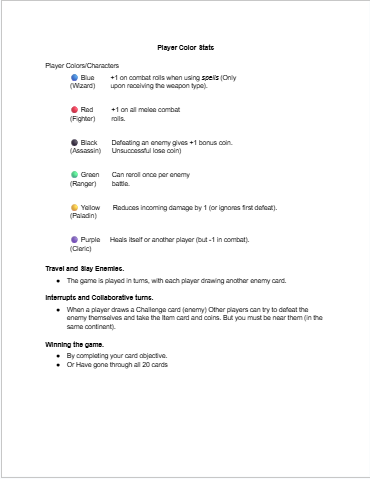 Player Color Stats
Player Colors/Characters
Blue +1 on combat rolls when using spells (Only
(Wizard) upon receiving the weapon type).
Red +1 on all melee combat
(Fighter) rolls.
Black Defeating an enemy gives +1 bonus coin.
(Assassin) Unsuccessful lose coin)
Green Can reroll once per enemy
(Ranger) battle.
Yellow Reduces incoming damage by 1 (or ignores first defeat).
(Paladin)
Purple Heals itself or another player (but -1 in combat).
(Cleric)
Travel and Slay Enemies.
● The game is played in turns, with each player drawing another enemy card.
Interrupts and Collaborative turns.
● When a player draws a Challenge card (enemy) Other players can try to defeat the
enemy themselves and take the Item card and coins. But you must be near them (in the
same continent).
Winning the game.
● By completing your card objective.
● Or Have gone through all 20 cards